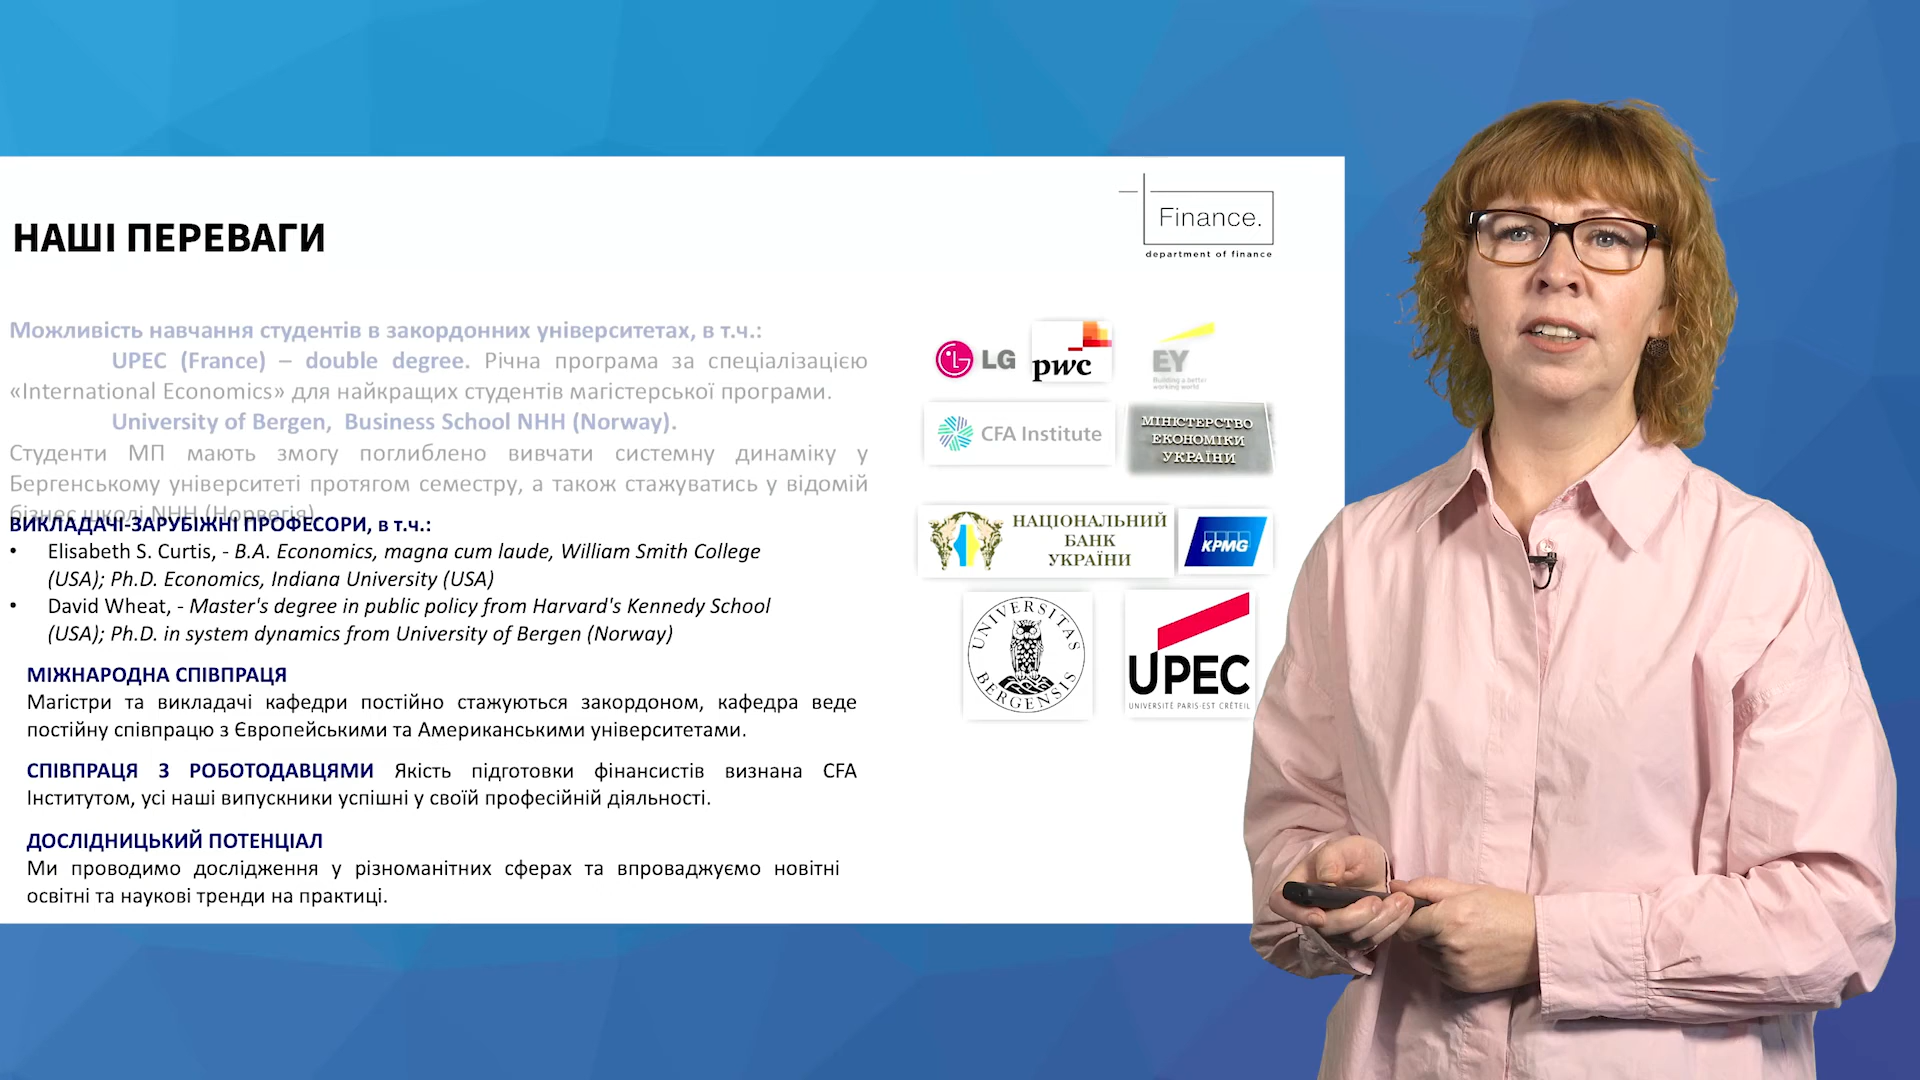 НАШІ ПЕРЕВАГИ
Finance.
department of finance
Можливість навчання студентів в закордонних університетах, в т.ч.:
UPEC (France) – double degree. Річна програма за спеціалізацією
«International Economics» для найкращих студентів магістерської програми.
University of Bergen, Business School NHH (Norway).
Студенти МП мають змогу поглиблено вивчати системну динаміку у
Бергенському університеті протягом семестру, а також стажуватись у відомій
бізнес школі NHH (Норвегія)
ВИКЛАДАЧІ-ЗАРУБІЖНІ ПРОФЕСОРИ, в т.ч.:
• Elisabeth S. Curtis, - B.A. Economics, magna cum laude, William Smith College
(USA); Ph.D. Economics, Indiana University (USA)
• David Wheat, - Master's degree in public policy from Harvard's Kennedy School
(USA); Ph.D. in system dynamics from University of Bergen (Norway)
МІЖНАРОДНА СПІВПРАЦЯ
Магістри та викладачі кафедри постійно стажуються закордоном, кафедра веде
постійну співпрацю з Європейськими та Американськими університетами.
СПІВПРАЦЯ З РОБОТОДАВЦЯМИ Якість підготовки фінансистів визнана CFA
Інститутом, усі наші випускники успішні у своїй професійній діяльності.
ДОСЛІДНИЦЬКИЙ ПОТЕНЦІАЛ
Ми проводимо дослідження у різноманітних сферах та впроваджуємо новітні
освітні та наукові тренди на практиці.
LG
pwc
EY
Building a better
working world
CFA Institute
МІНІСТЕРСТВО
ЕКОНОМІКИ
УКРАЇНИ
НАЦІОНАЛЬНИЙ
БАНК
УКРАЇНИ
KPMG
UNIVERSITAS
BERGENSIS
UPEC
UNIVERSITÉ PARIS-EST CRÉTEIL